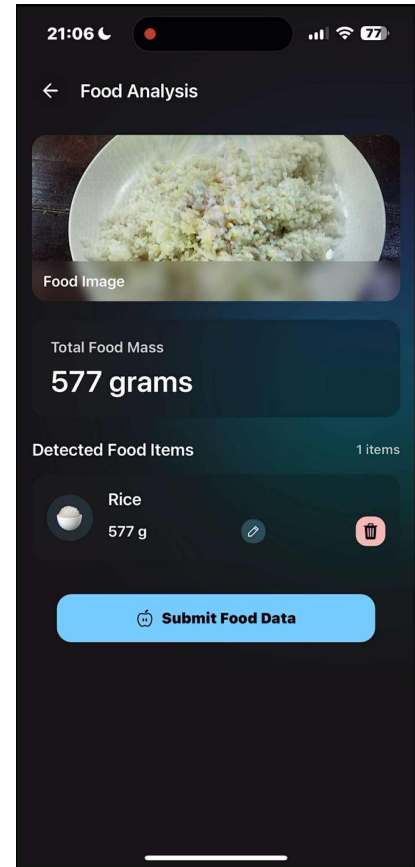 21:06
77
Food Analysis
Food Image
Total Food Mass
577 grams
Detected Food Items 1 items
Rice
577 g
Submit Food Data